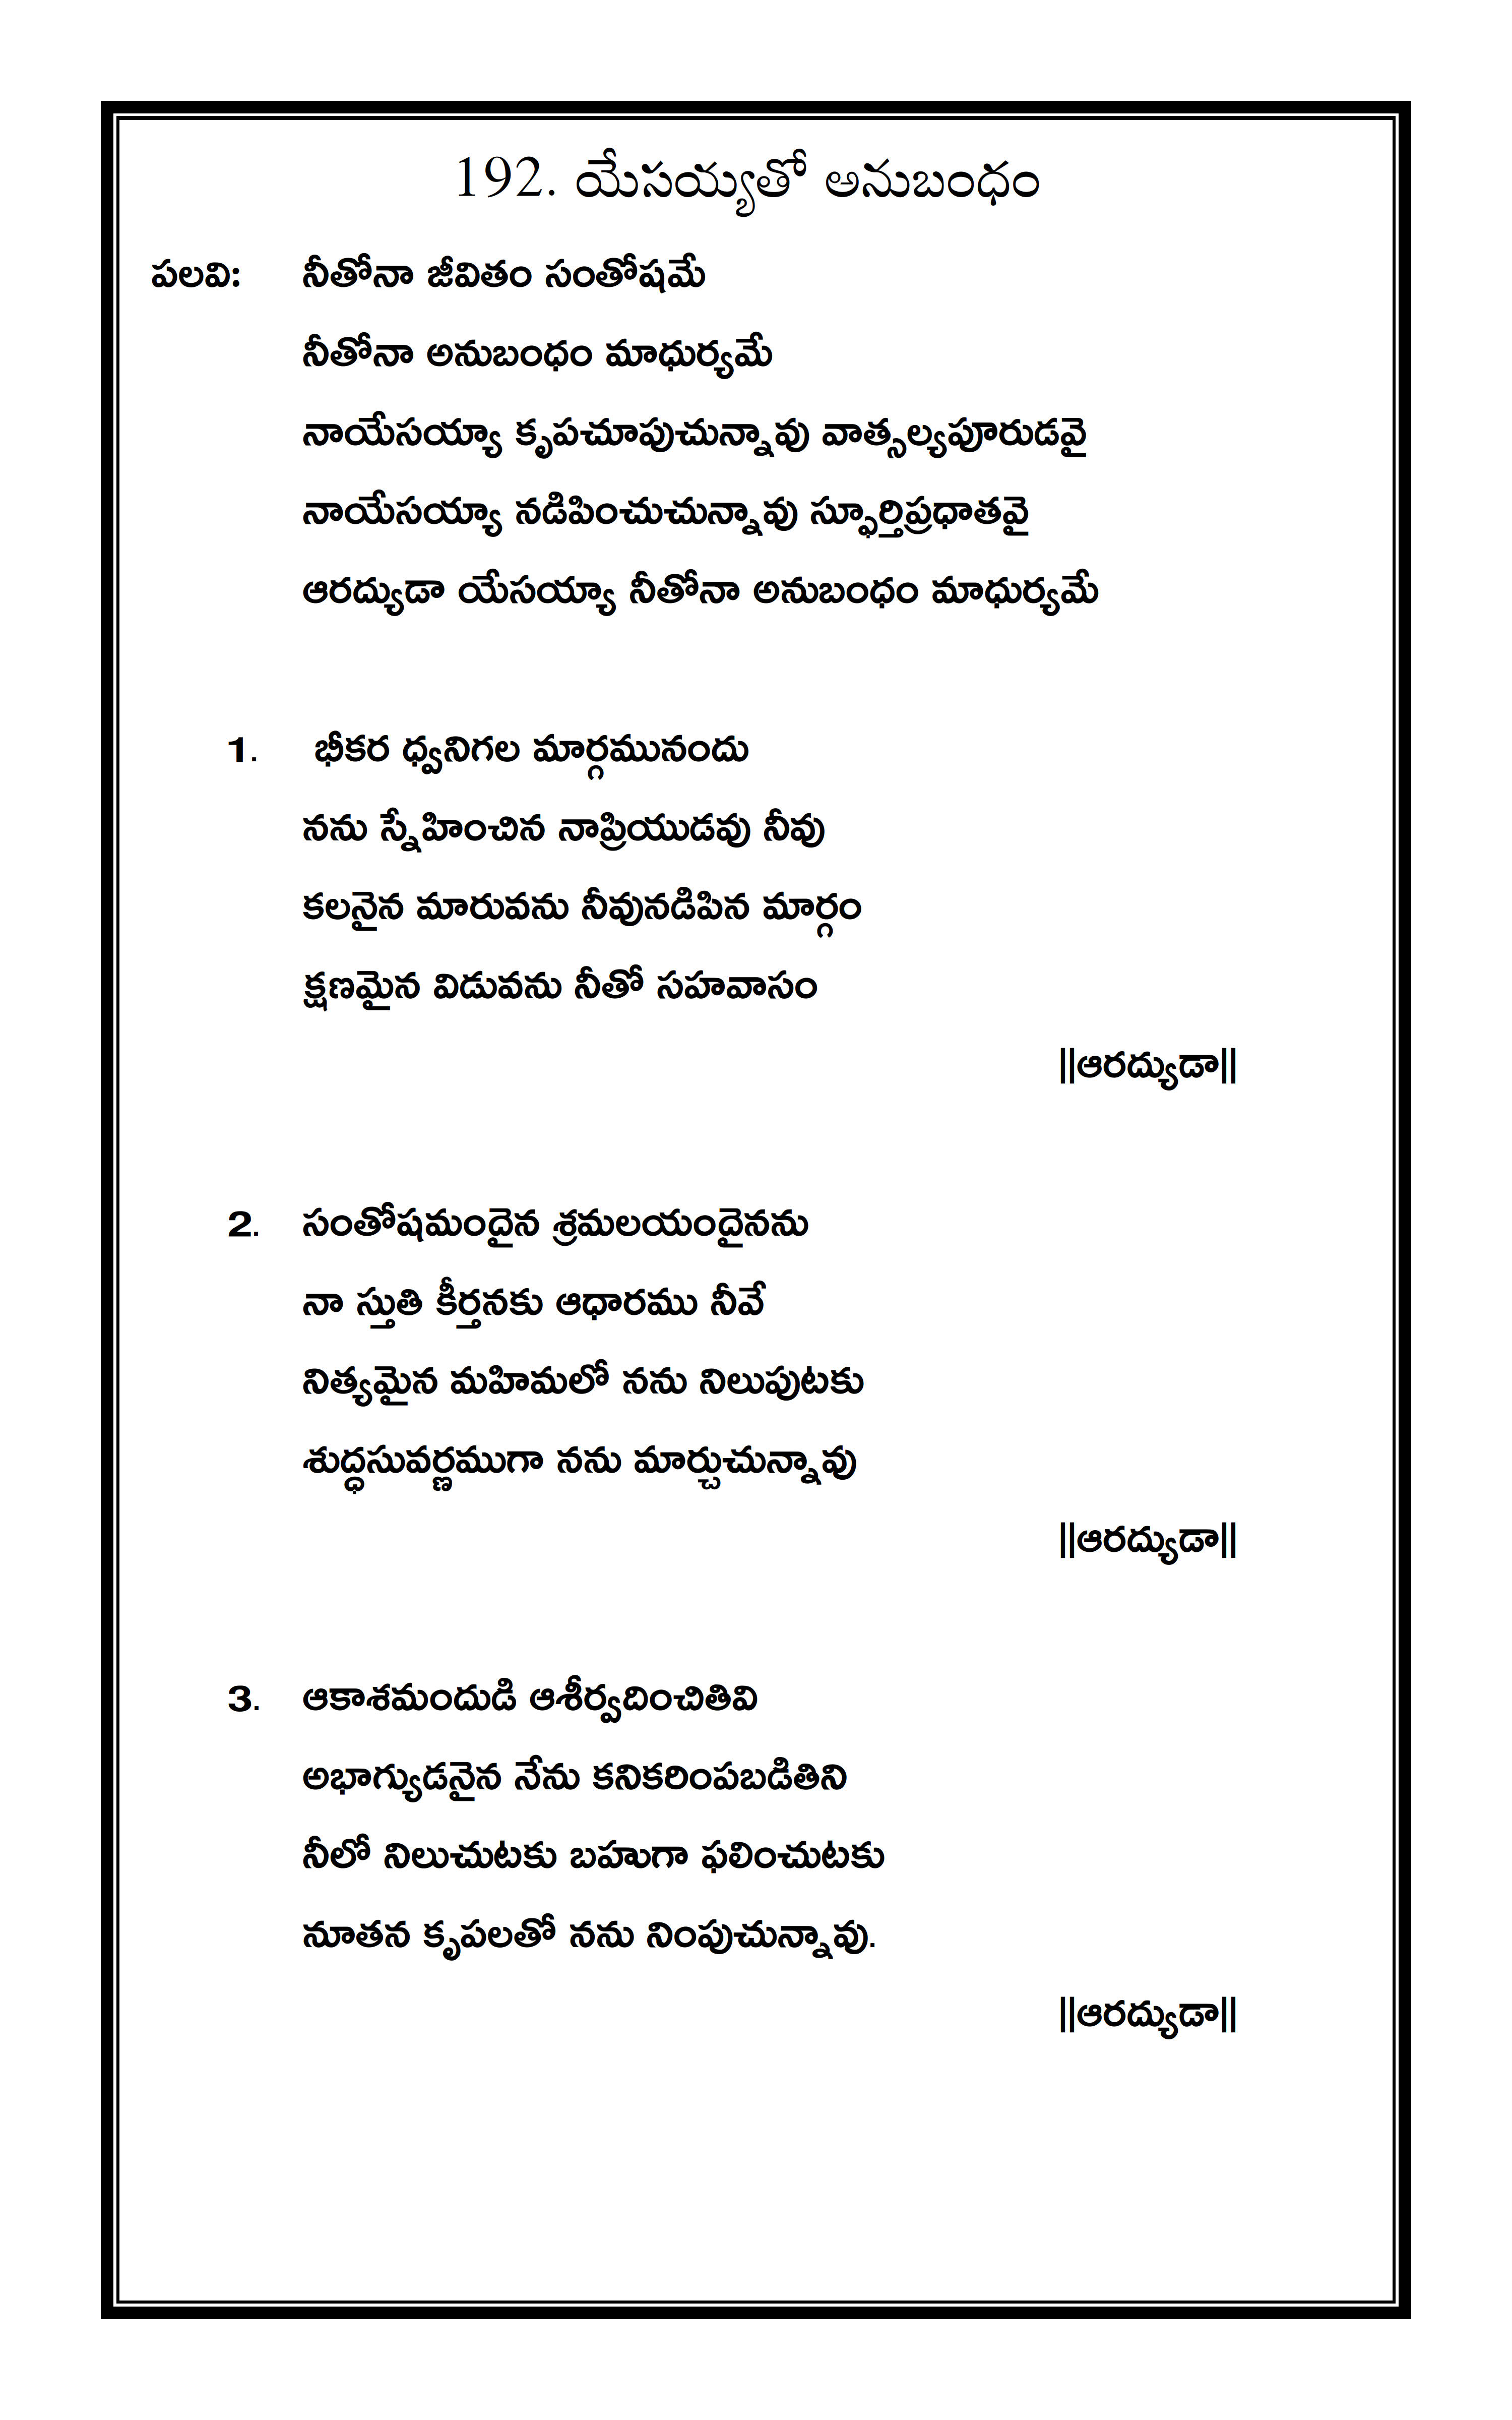 192. యేసయ్యతో అనుబంధం
పలవి: నీతోనా జీవితం సంతోషమే
నీతోనా అనుబంధం మాధుర్యమే
నాయేసయ్యా కృపచూపుచున్నావు వాత్సల్యపూరుడవై
నాయేసయ్యా నడిపించుచున్నావు స్ఫూర్తిప్రధాతవై
ఆరద్యుడా యేసయ్యా నీతోనా అనుబంధం మాధుర్యమే
1. భీకర ధ్వనిగల మార్గమునందు
నను స్నేహించిన నాప్రియుడవు నీవు
కలనైన మారువను నీవునడిపిన మార్గం
క్షణమైన విడువను నీతో సహవాసం
||ఆరద్యుడా||
2. సంతోషమందైన శ్రమలయందైనను
నా స్తుతి కీర్తనకు ఆధారము నీవే
నిత్యమైన మహిమలో నను నిలుపుటకు
శుద్ధసువర్ణముగా నను మార్చుచున్నావు
||ఆరద్యుడా||
3. ఆకాశమందుడి ఆశీర్వదించితివి
అభాగ్యుడనైన నేను కనికరింపబడితిని
నీలో నిలుచుటకు బహుగా ఫలించుటకు
నూతన కృపలతో నను నింపుచున్నావు.
||ఆరద్యుడా||